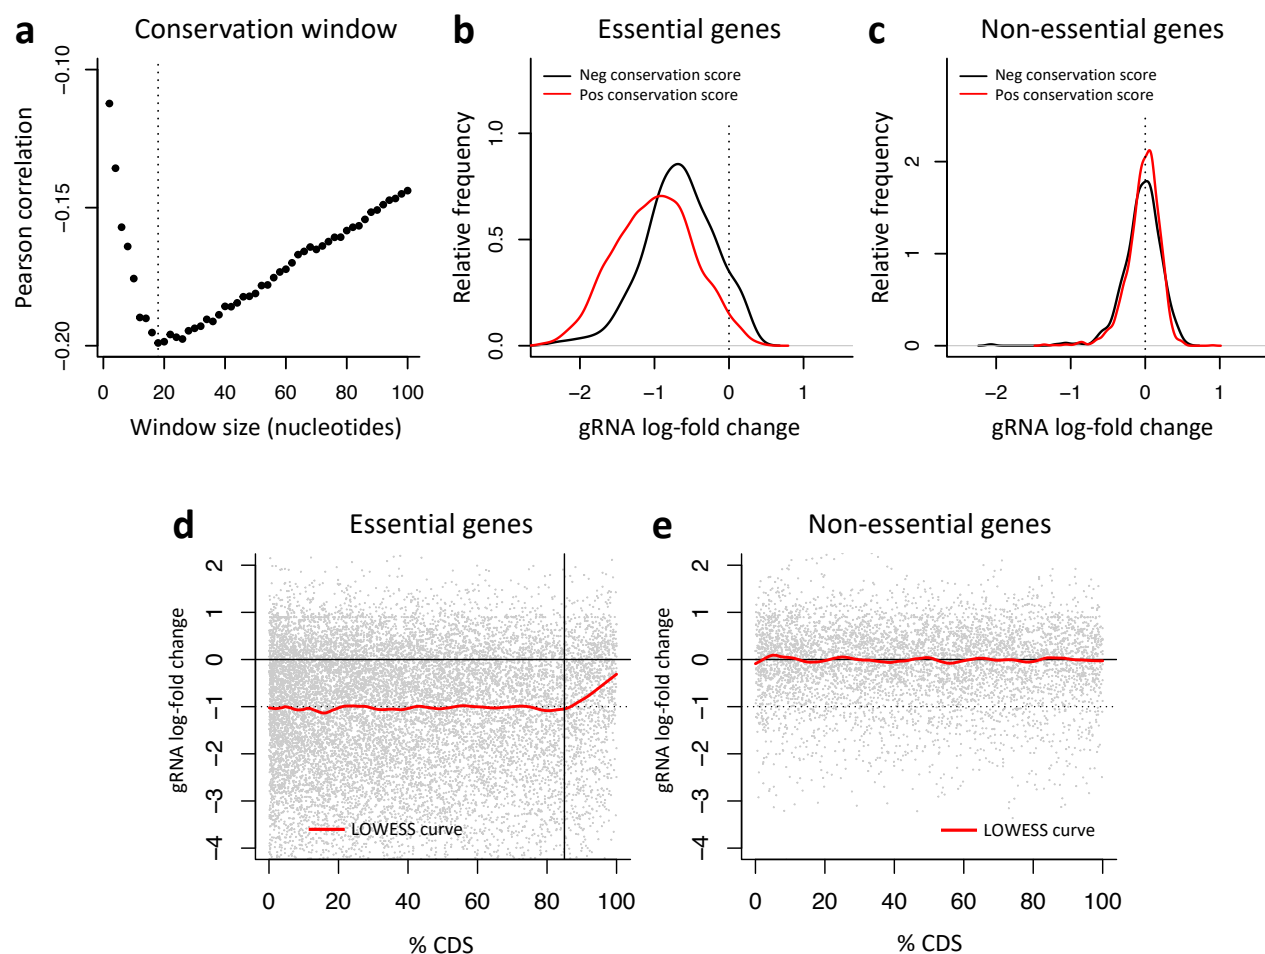 a Conservation window
Pearson correlation
−0.10
−0.15
−0.20
0 20 40 60 80 100
Window size (nucleotides)
b Essential genes
Neg conservation score
Pos conservation score
Relative frequency
1.0
0.5
0.0
−2 −1 0 1
gRNA log-fold change
c Non-essential genes
Neg conservation score
Pos conservation score
Relative frequency
2
1
0
−2 −1 0 1
gRNA log-fold change
d Essential genes
gRNA log-fold change
2
1
0
−1
−2
−3
−4
LOWESS curve
0 20 40 60 80 100
% CDS
e Non-essential genes
gRNA log-fold change
2
1
0
−1
−2
−3
−4
LOWESS curve
0 20 40 60 80 100
% CDS